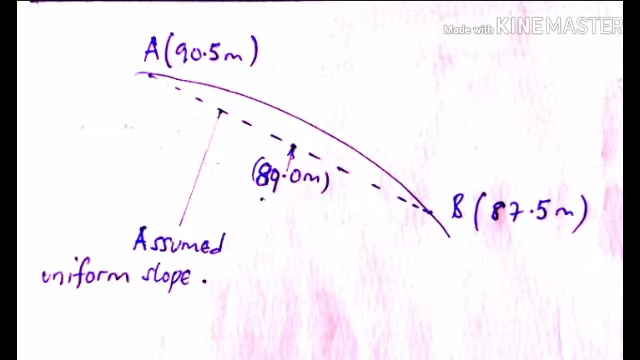 Made with KINEMASTER
A (90.5m)
(89.0m)
B (87.5m)
Assumed
uniform slope.